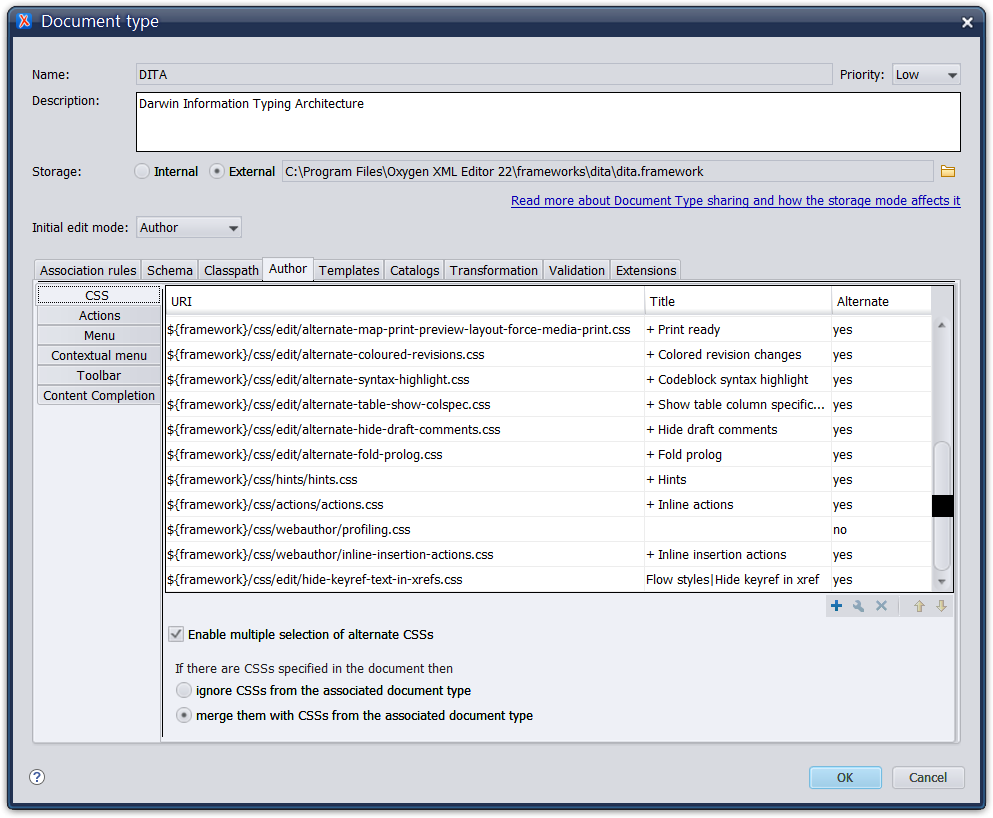 Document type
Name: DITA Priority: Low
Description: Darwin Information Typing Architecture
Storage: Internal External C:\Program Files\Oxygen XML Editor 22\frameworks\dita\dita.framework
Read more about Document Type sharing and how the storage mode affects it
Initial edit mode: Author
Association rules Schema Classpath Author Templates Catalogs Transformation Validation Extensions
CSS
Actions
Menu
Contextual menu
Toolbar
Content Completion
URI Title Alternate
${framework}/css/edit/alternate-map-print-preview-layout-force-media-print.css + Print ready yes
${framework}/css/edit/alternate-coloured-revisions.css + Colored revision changes yes
${framework}/css/edit/alternate-syntax-highlight.css + Codeblock syntax highlight yes
${framework}/css/edit/alternate-table-show-colspec.css + Show table column specific... yes
${framework}/css/edit/alternate-hide-draft-comments.css + Hide draft comments yes
${framework}/css/edit/alternate-fold-prolog.css + Fold prolog yes
${framework}/css/hints/hints.css + Hints yes
${framework}/css/actions/actions.css + Inline actions yes
${framework}/css/webauthor/profiling.css no
${framework}/css/webauthor/inline-insertion-actions.css + Inline insertion actions yes
${framework}/css/edit/hide-keyref-text-in-xrefs.css Flow styles|Hide keyref in xref yes
Enable multiple selection of alternate CSSs
If there are CSSs specified in the document then
ignore CSSs from the associated document type
merge them with CSSs from the associated document type
? OK Cancel